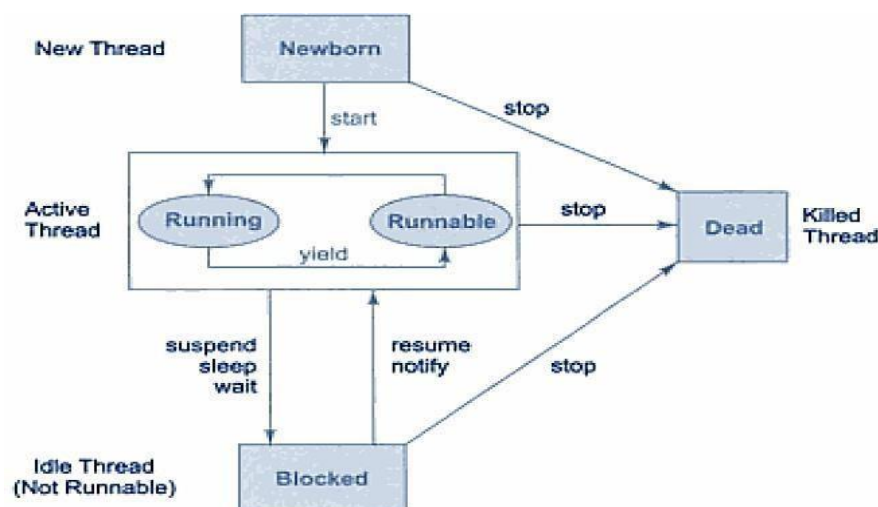 New Thread
Newborn
start
stop
Active
Thread
Running
Runnable
yield
stop
Dead
Killed
Thread
suspend
sleep
wait
resume
notify
stop
Idle Thread
(Not Runnable)
Blocked